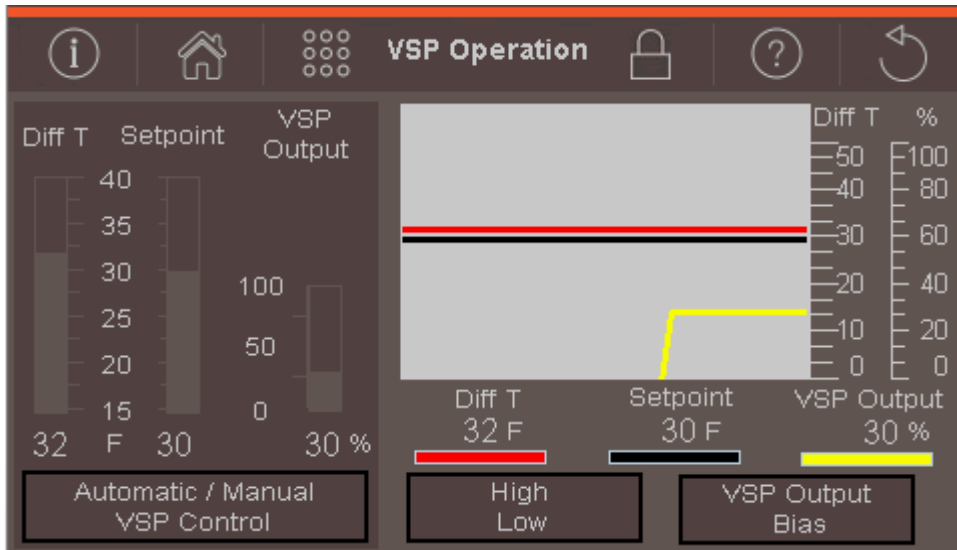 i
VSP Operation
?
Diff T
Setpoint
VSP
Output
40
35
30
25
20
15
100
50
0
32
F
30
30 %
Automatic / Manual
VSP Control
Diff T
%
50
40
30
20
10
0
100
80
60
40
20
0
Diff T
32 F
Setpoint
30 F
VSP Output
30 %
High
Low
VSP Output
Bias